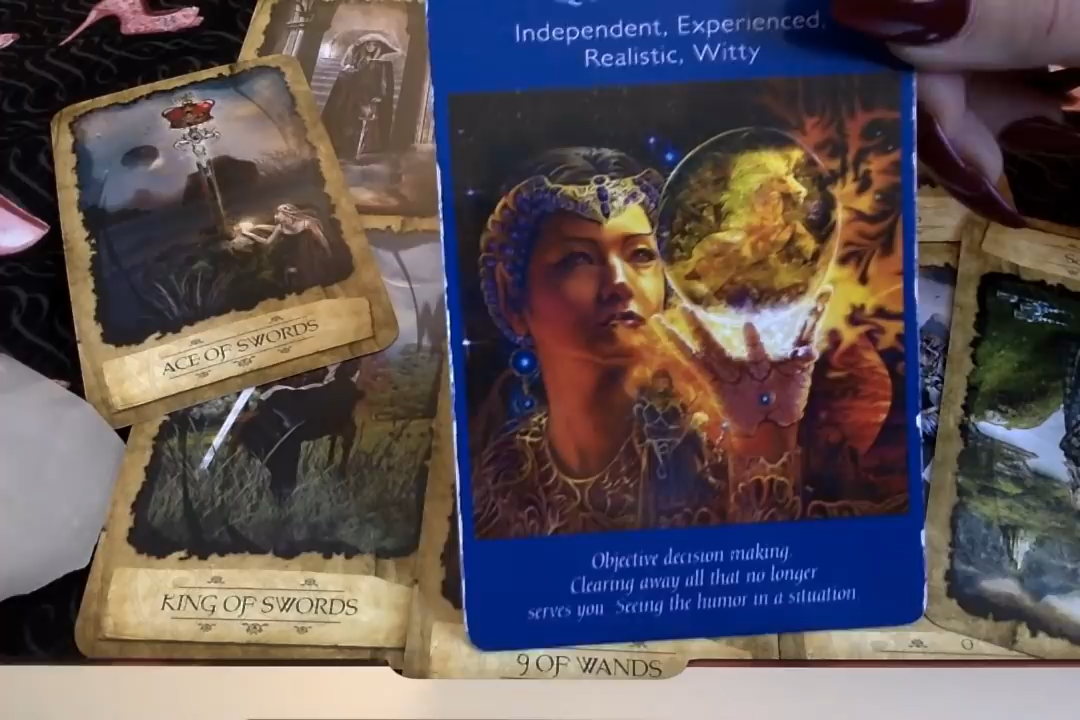 Independent, Experienced,
Realistic, Witty
ACE OF SWORDS
Objective decision making.
Clearing away all that no longer
serves you. Seeing the humor in a situation.
KING OF SWORDS
9 OF WANDS